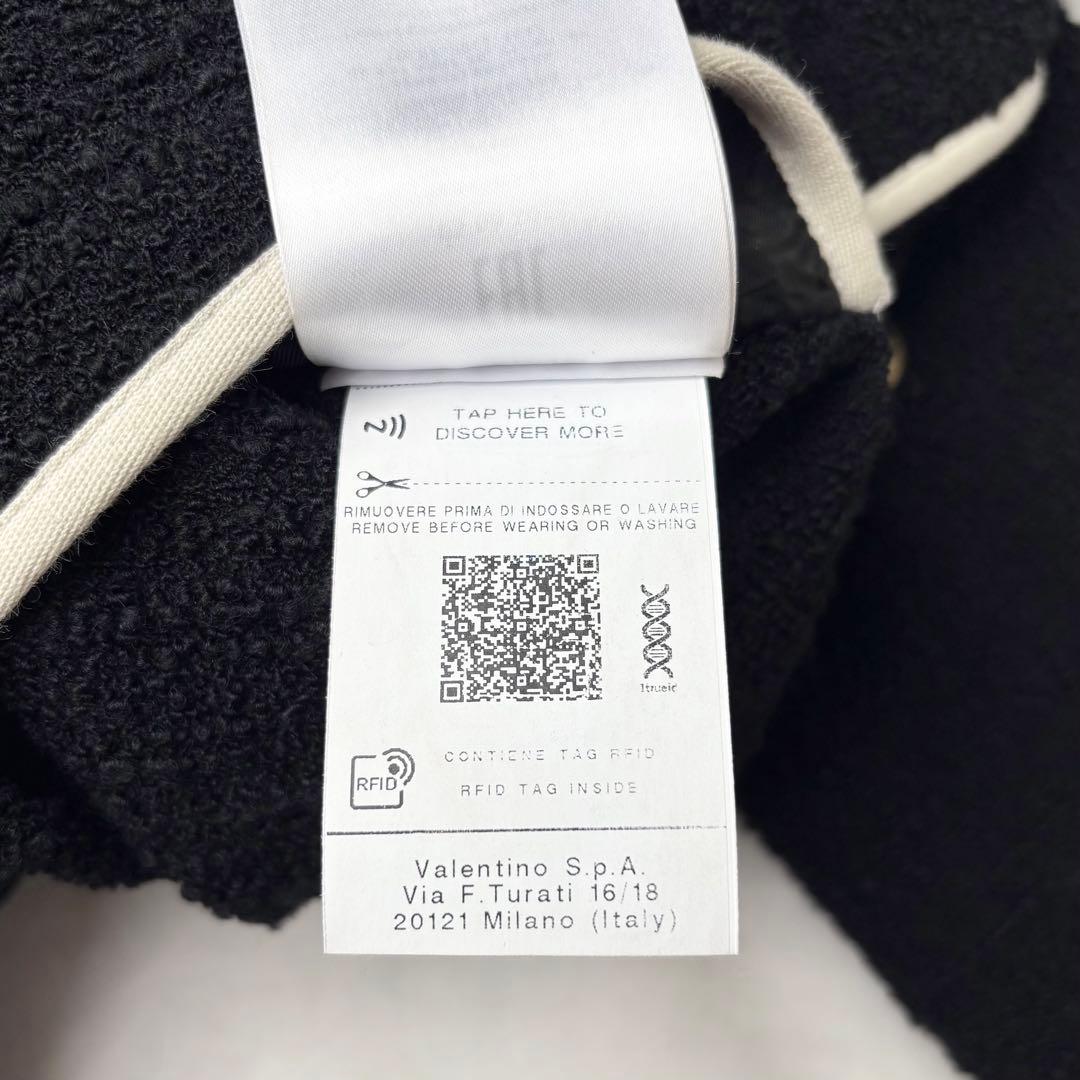 TAP HERE TO
DISCOVER MORE
RIMUOVERE PRIMA DI INDOSSARE O LAVARE
REMOVE BEFORE WEARING OR WASHING
1trueid
CONTIENE TAG RFID
RFID
RFID TAG INSIDE
Valentino S.p.A.
Via F.Turati 16/18
20121 Milano (Italy)